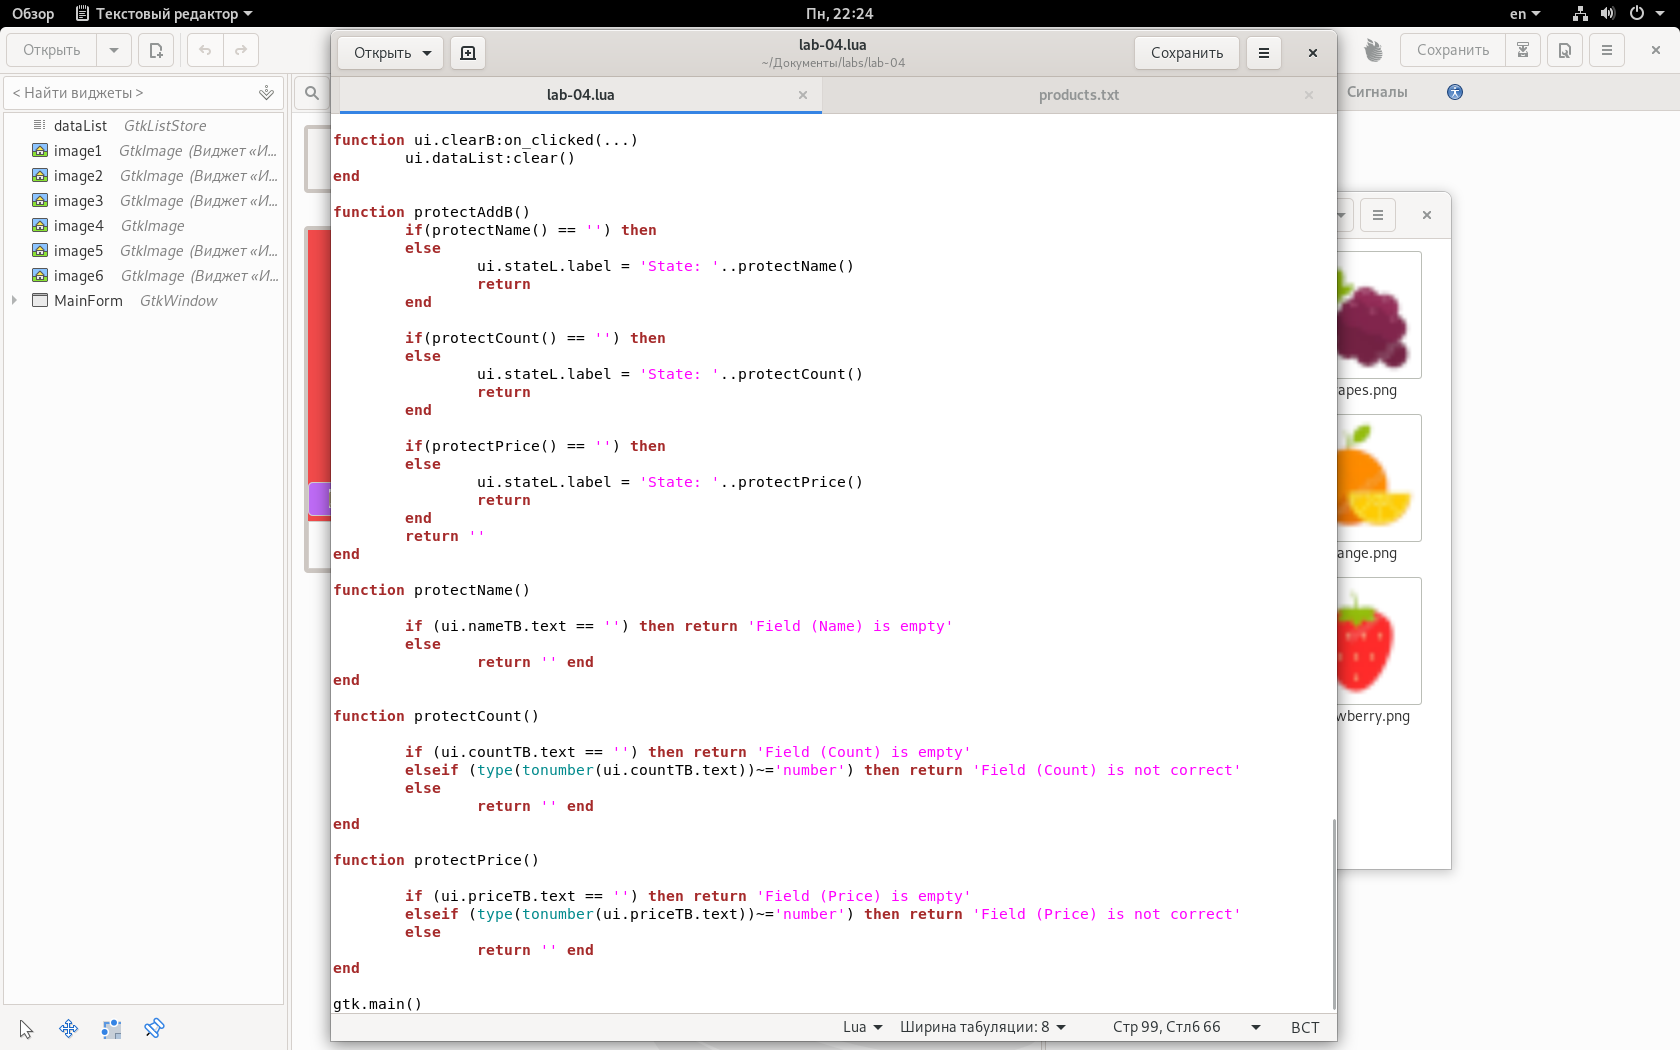 Обзор
Текстовый редактор
Пн, 22:24
en
Открыть
Сохранить
< Найти виджеты >
dataList GtkListStore
image1 GtkImage (Виджет «И...
image2 GtkImage (Виджет «И...
image3 GtkImage (Виджет «И...
image4 GtkImage
image5 GtkImage (Виджет «И...
image6 GtkImage (Виджет «И...
MainForm GtkWindow
Открыть
lab-04.lua
~/Документы/labs/lab-04
Сохранить
lab-04.lua
products.txt
Сигналы
function ui.clearB:on_clicked(...)
ui.dataList:clear()
end
function protectAddB()
if(protectName() == '') then
else
ui.stateL.label = 'State: '..protectName()
return
end
if(protectCount() == '') then
else
ui.stateL.label = 'State: '..protectCount()
return
end
if(protectPrice() == '') then
else
ui.stateL.label = 'State: '..protectPrice()
return
end
return ''
end
function protectName()
if (ui.nameTB.text == '') then return 'Field (Name) is empty'
else
return '' end
end
function protectCount()
if (ui.countTB.text == '') then return 'Field (Count) is empty'
elseif (type(tonumber(ui.countTB.text))~='number') then return 'Field (Count) is not correct'
else
return '' end
end
function protectPrice()
if (ui.priceTB.text == '') then return 'Field (Price) is empty'
elseif (type(tonumber(ui.priceTB.text))~='number') then return 'Field (Price) is not correct'
else
return '' end
end
gtk.main()
Lua
Ширина табуляции: 8
Стр 99, Стлб 66
ВСТ
apes.png
ange.png
wberry.png